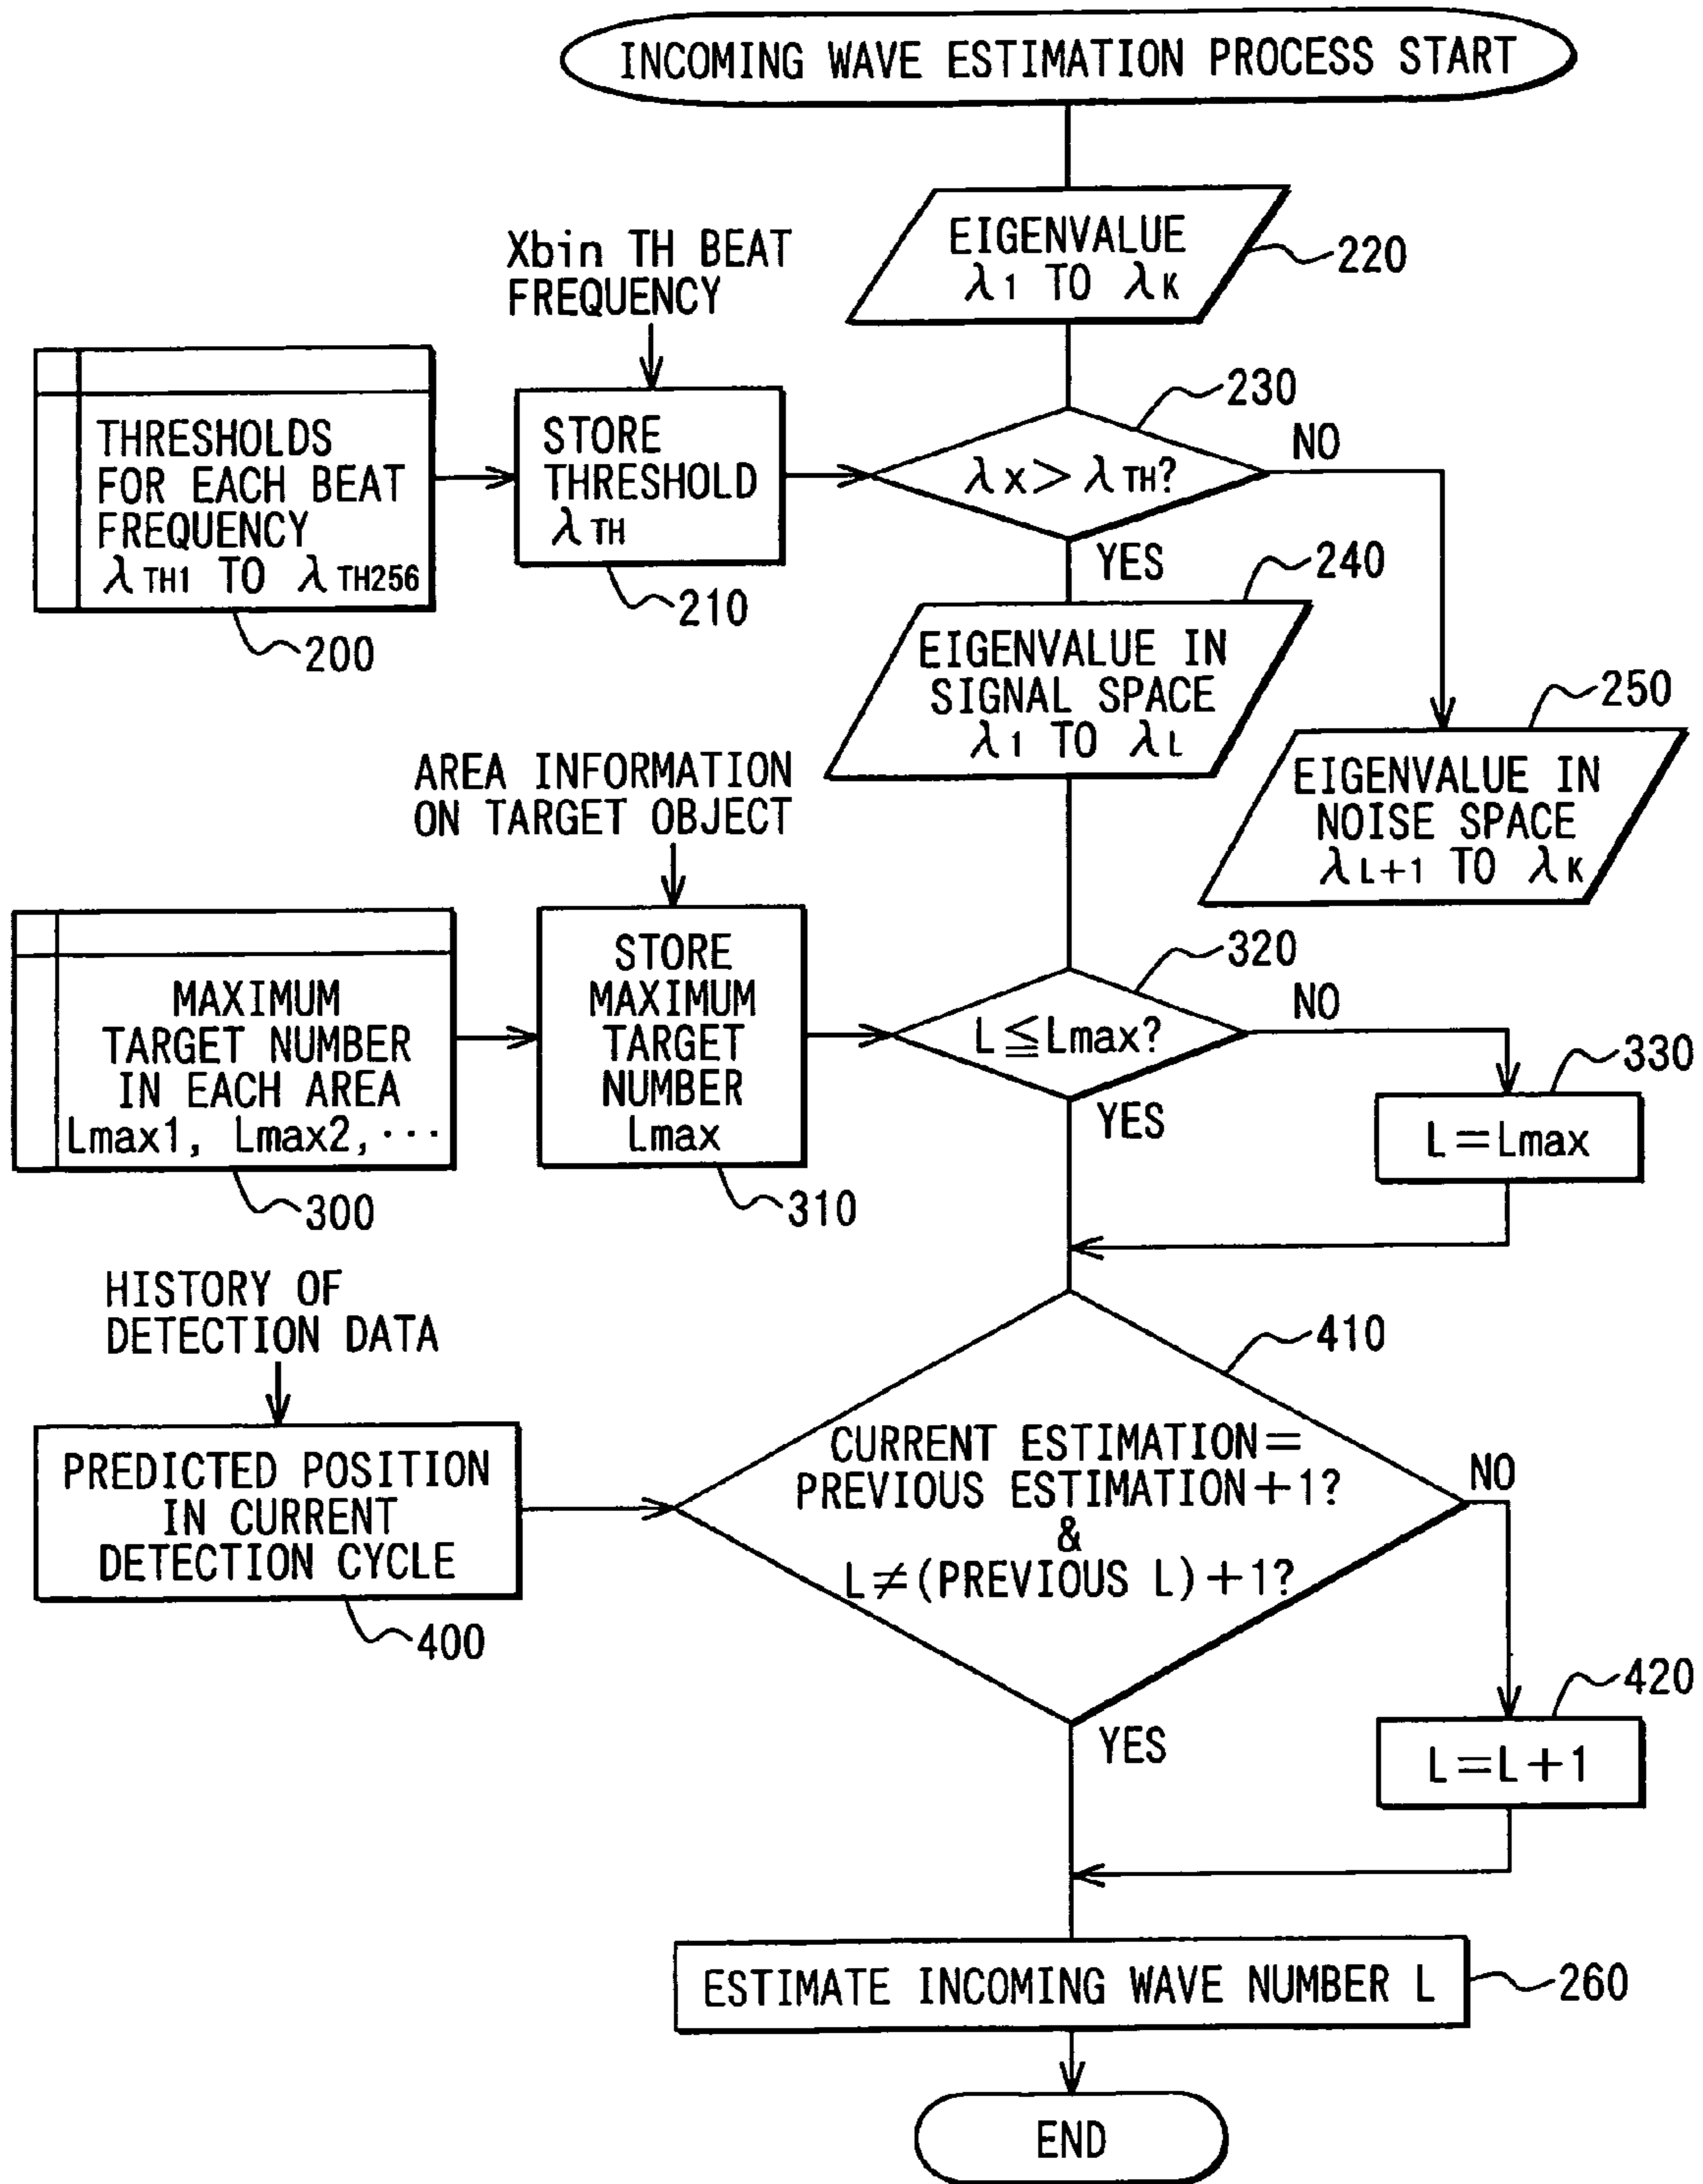 INCOMING WAVE ESTIMATION PROCESS START
EIGENVALUE
λ1 TO λK
220
Xbin TH BEAT
FREQUENCY
THRESHOLDS
FOR EACH BEAT
FREQUENCY
λTH1 TO λTH256
200
STORE
THRESHOLD
λTH
210
230
λX> λTH?
NO
YES
240
EIGENVALUE IN
SIGNAL SPACE
λ1 TO λL
250
EIGENVALUE IN
NOISE SPACE
λL+1 TO λK
AREA INFORMATION
ON TARGET OBJECT
MAXIMUM
TARGET NUMBER
IN EACH AREA
Lmax1, Lmax2, ···
300
STORE
MAXIMUM
TARGET
NUMBER
Lmax
310
320
L≦Lmax?
NO
YES
330
L=Lmax
HISTORY OF
DETECTION DATA
PREDICTED POSITION
IN CURRENT
DETECTION CYCLE
400
410
CURRENT ESTIMATION=
PREVIOUS ESTIMATION+1?
&
L≠(PREVIOUS L)+1?
NO
YES
420
L=L+1
ESTIMATE INCOMING WAVE NUMBER L
260
END